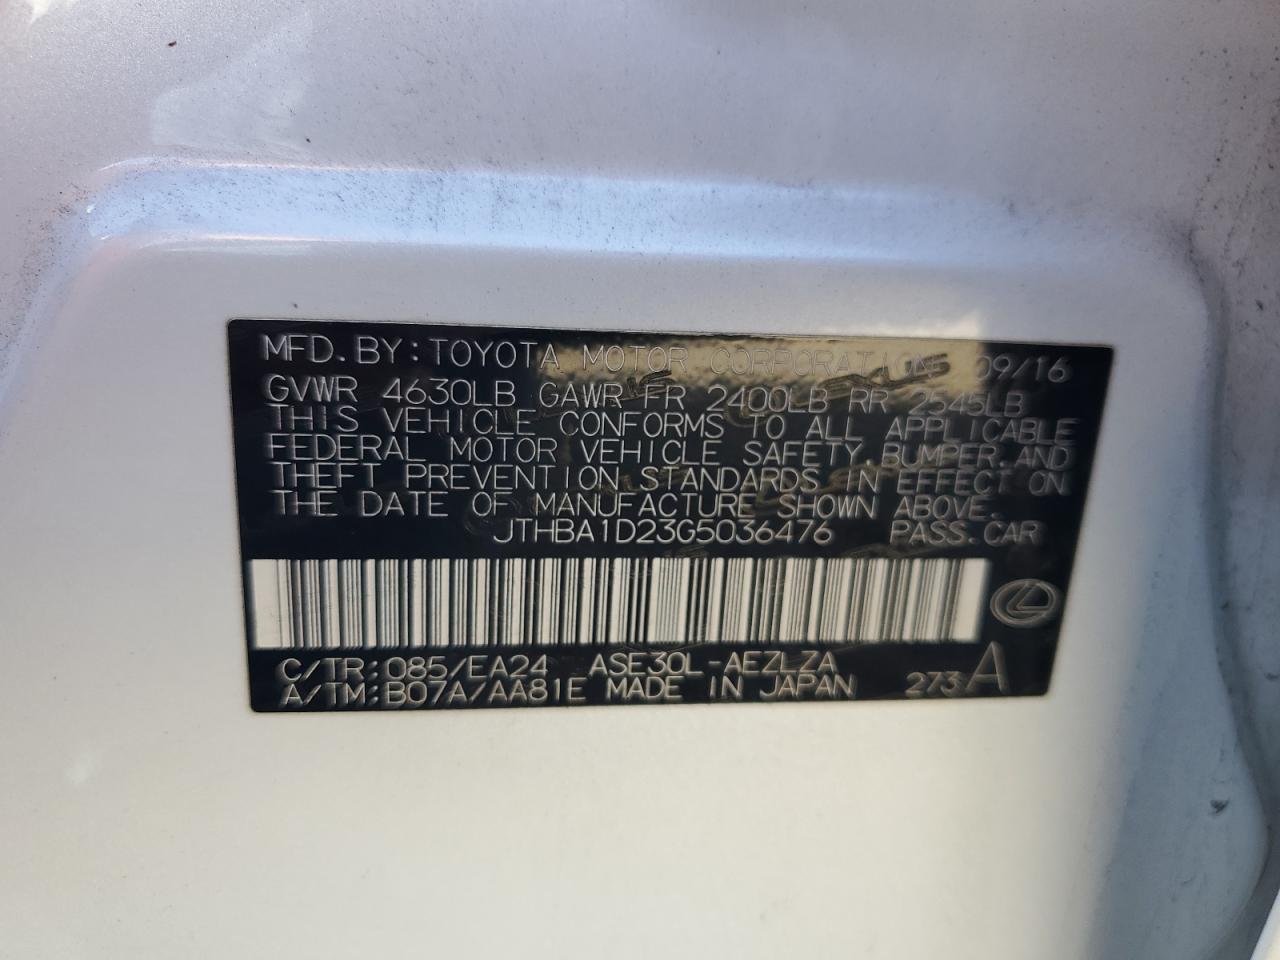 MFD. BY: TOYOTA MOTOR CORPORATION 09/16
GVWR 4630LB GAWR FR 2400LB RR 2545LB
THIS VEHICLE CONFORMS TO ALL APPLICABLE
FEDERAL MOTOR VEHICLE SAFETY, BUMPER, AND
THEFT PREVENTION STANDARDS IN EFFECT ON
THE DATE OF MANUFACTURE SHOWN ABOVE.
JTHBA1D23G5036476 PASS. CAR
C/TR: 085/EA24 ASE30L-AEZLZA
A/TM: B07A/AA81E MADE IN JAPAN 273 A